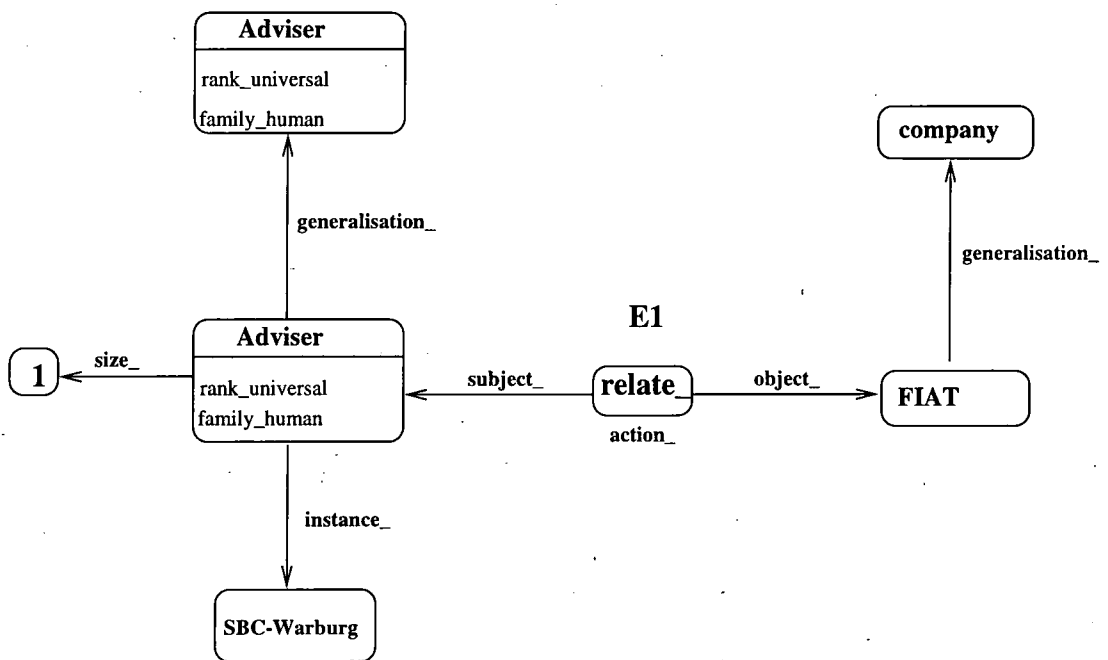 Adviser
rank_universal
family_human
company
generalisation_
generalisation_
E1
Adviser
1
size_
rank_universal
family_human
subject_
relate_
object_
FIAT
action_
instance_
SBC-Warburg